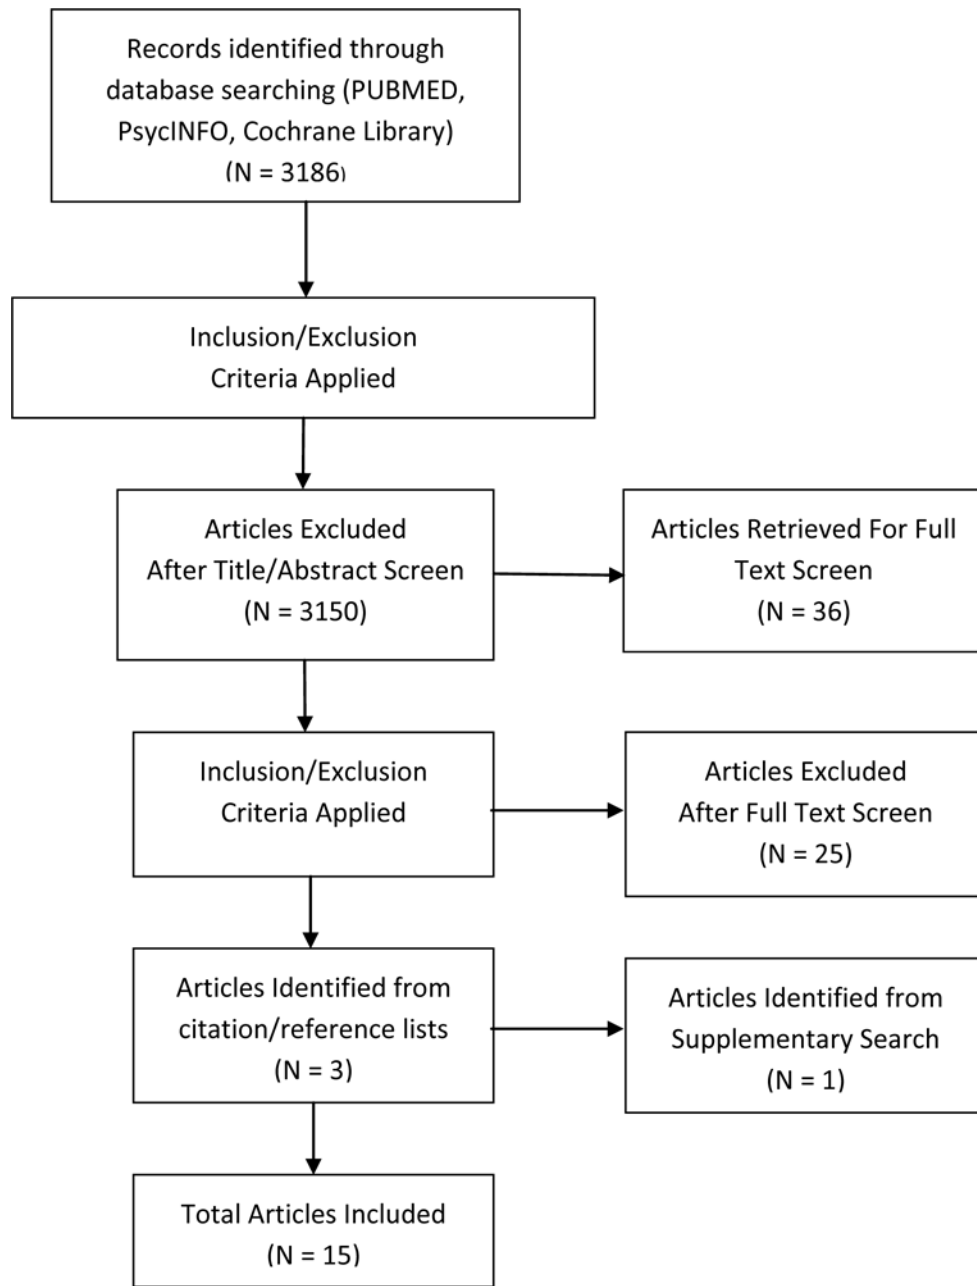 Records identified through
database searching (PUBMED,
PsycINFO, Cochrane Library)
(N = 3186)
Inclusion/Exclusion
Criteria Applied
Articles Excluded
After Title/Abstract Screen
(N = 3150)
Articles Retrieved For Full
Text Screen
(N = 36)
Inclusion/Exclusion
Criteria Applied
Articles Excluded
After Full Text Screen
(N = 25)
Articles Identified from
citation/reference lists
(N = 3)
Articles Identified from
Supplementary Search
(N = 1)
Total Articles Included
(N = 15)